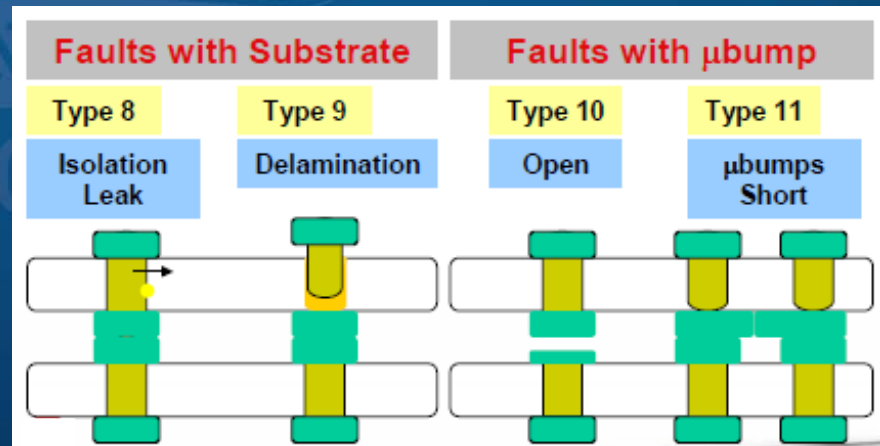 Faults with Substrate
Faults with μbump
Type 8
Type 9
Type 10
Type 11
Isolation
Leak
Delamination
Open
μbumps
Short